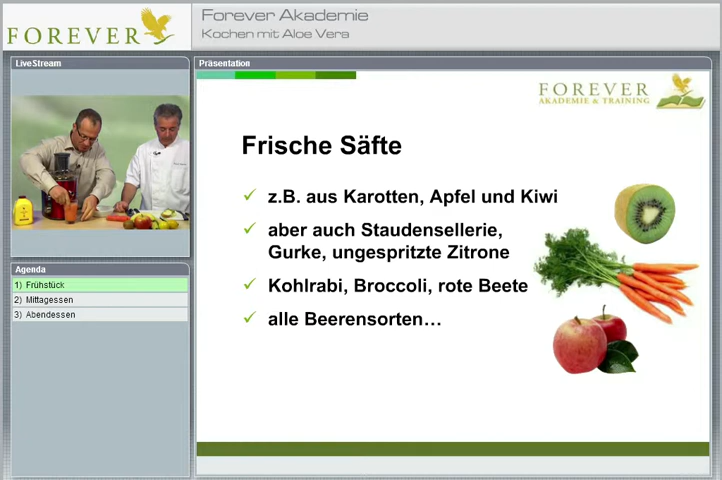 FOREVER
Forever Akademie
Kochen mit Aloe Vera
LiveStream
Präsentation
FOREVER
AKADEMIE & TRAINING
Frische Säfte
z.B. aus Karotten, Apfel und Kiwi
aber auch Staudensellerie,
Gurke, ungespritzte Zitrone
Kohlrabi, Broccoli, rote Beete
alle Beerensorten…
Agenda
1) Frühstück
2) Mittagessen
3) Abendessen